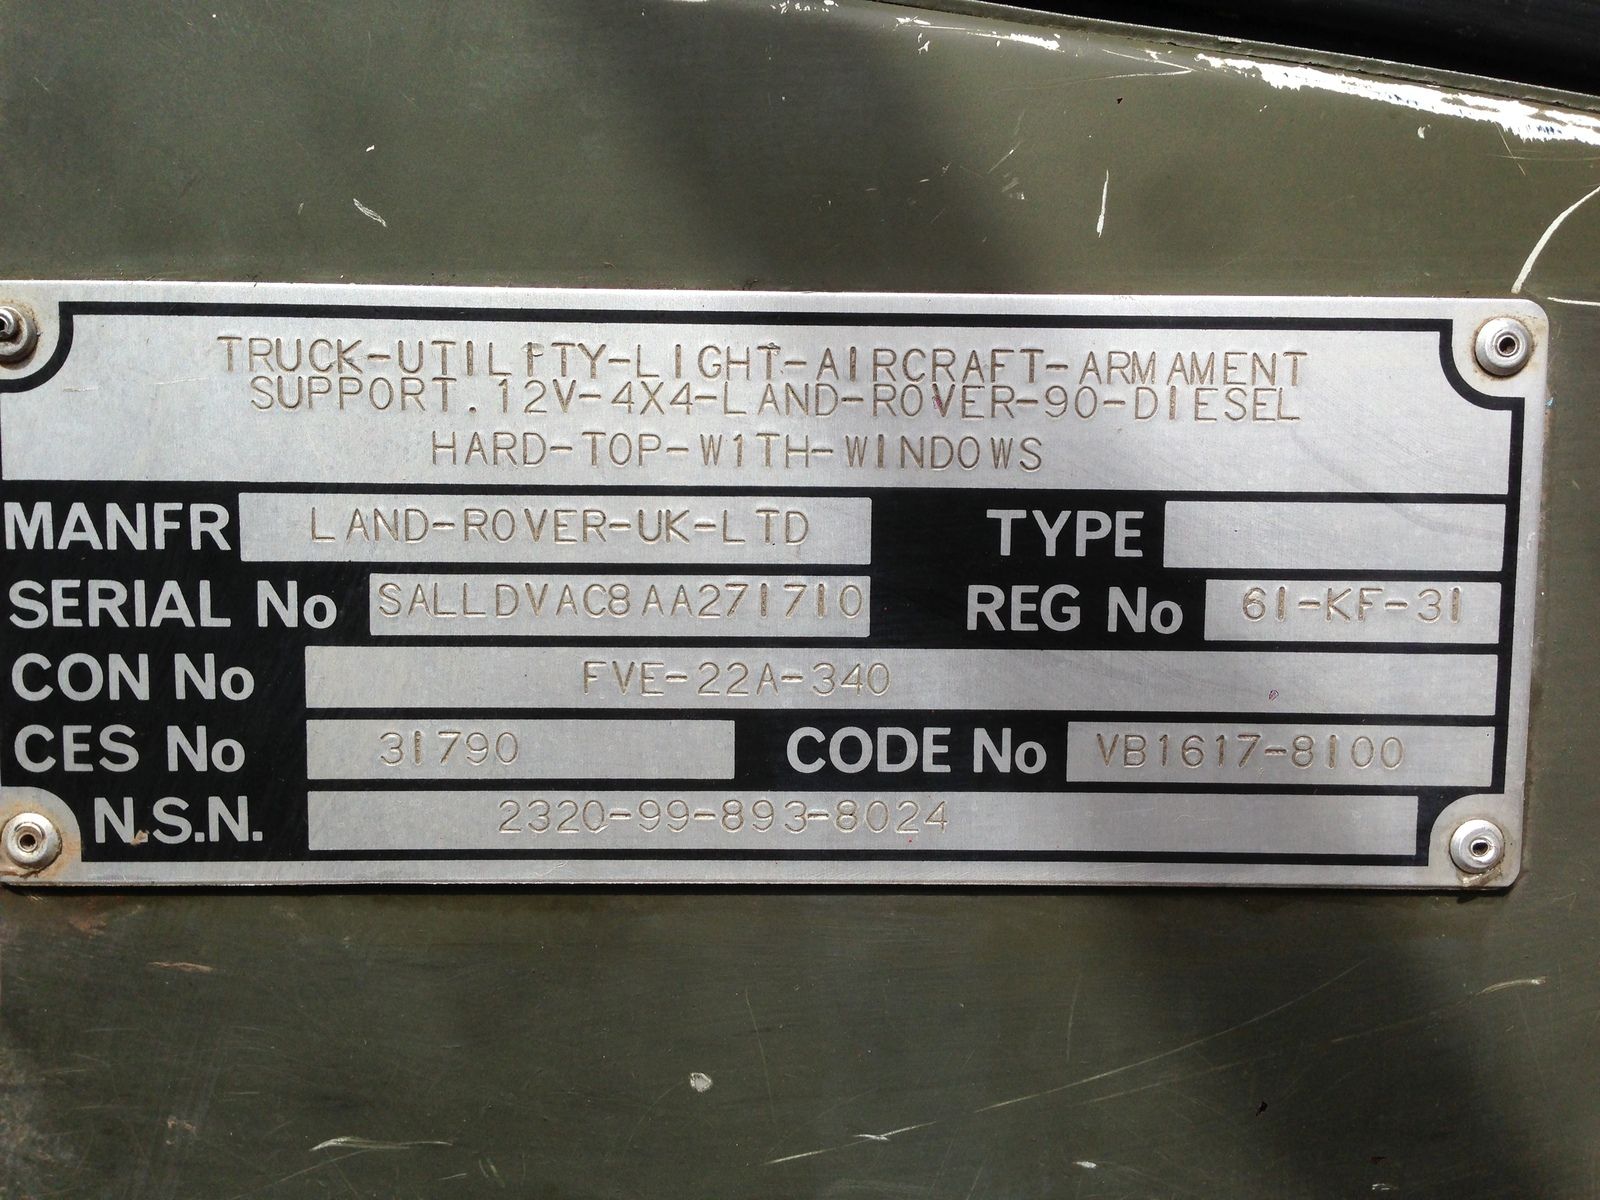 TRUCK-UTILITY-LIGHT-AIRCRAFT-ARMAMENT
SUPPORT. 12V-4X4-LAND-ROVER-90-DIESEL
HARD-TOP-W1TH-WINDOWS
MANFR LAND-ROVER-UK-LTD TYPE
SERIAL No SALLDVAC8AA271710 REG No 61-KF-31
CON No FVE-22A-340
CES No 31790 CODE No VB1617-8100
N.S.N. 2320-99-893-8024